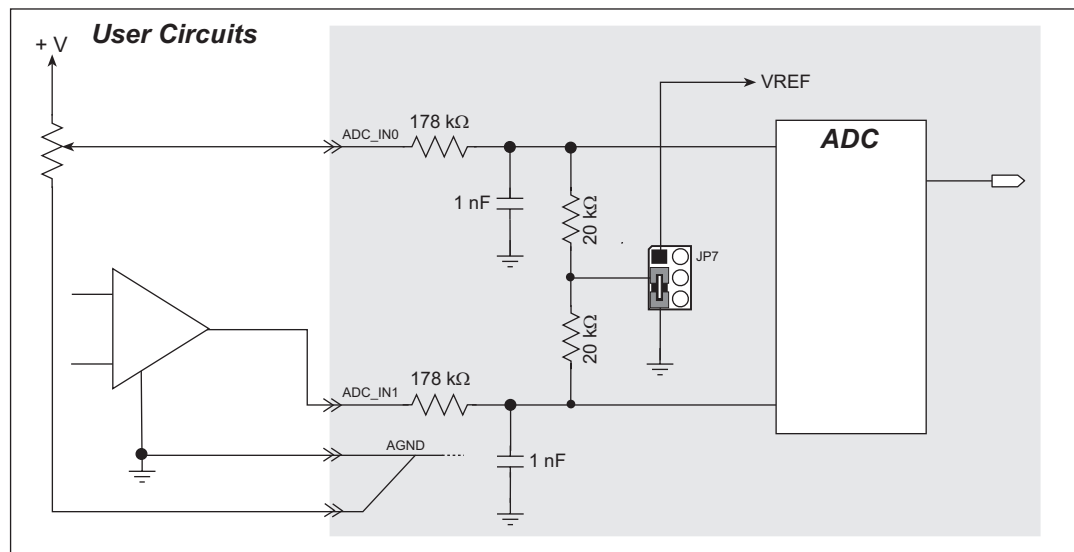 User Circuits
+ V
VREF
ADC_IN0
178 kΩ
ADC
1 nF
20 kΩ
JP7
20 kΩ
178 kΩ
ADC_IN1
AGND
1 nF